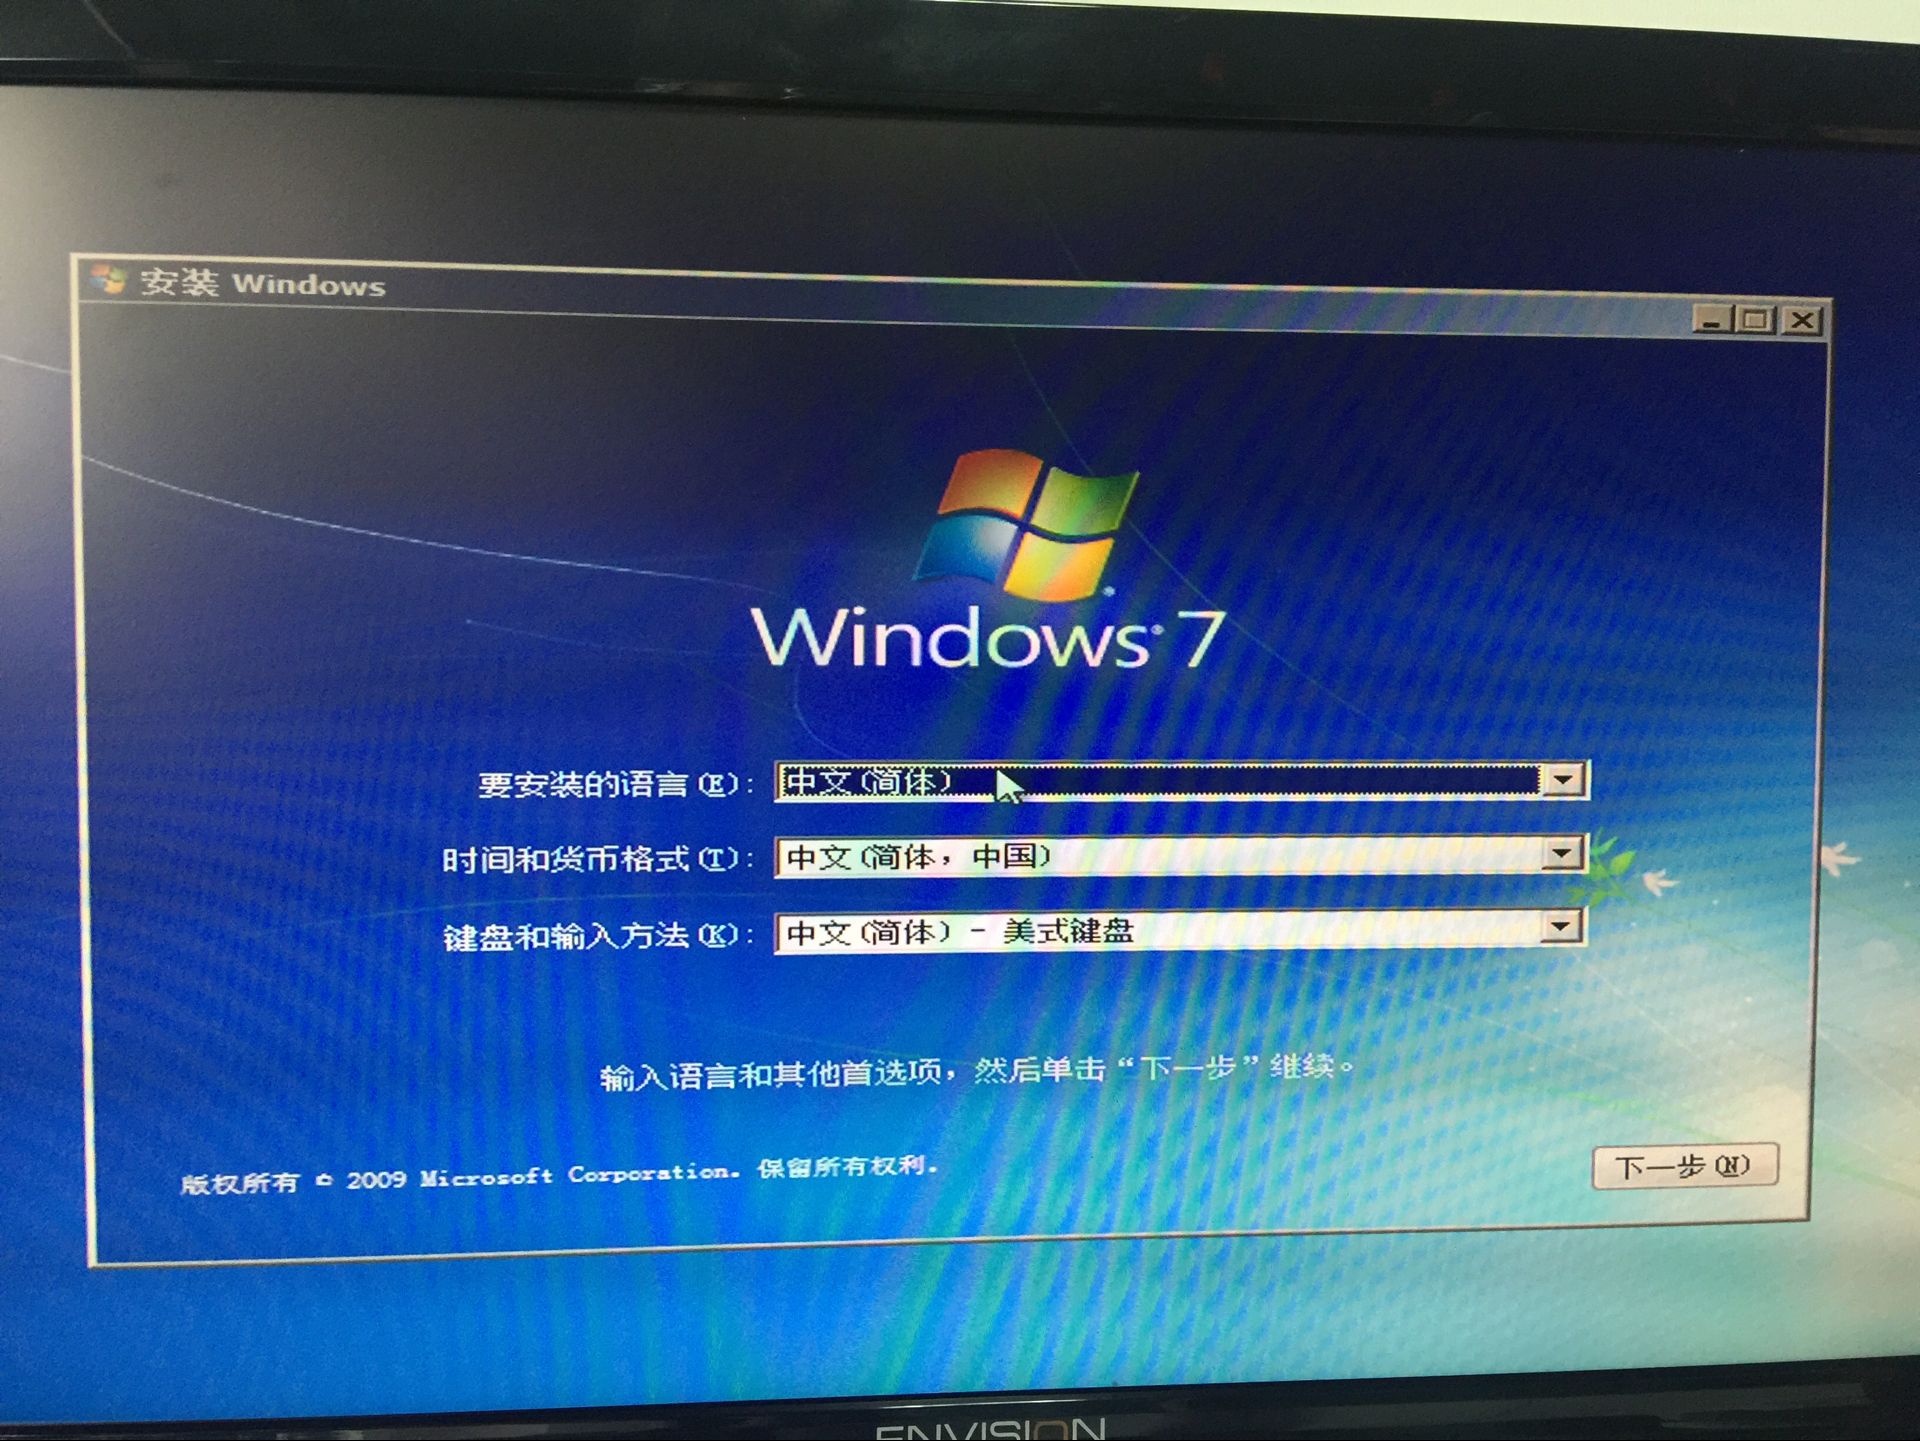 安装 Windows
Windows® 7
要安装的语言(E): 中文(简体)
时间和货币格式(T): 中文(简体，中国)
键盘和输入方法(K): 中文(简体) - 美式键盘
输入语言和其他首选项，然后单击“下一步”继续。
版权所有 © 2009 Microsoft Corporation。保留所有权利。
下一步(N)
ENVISION